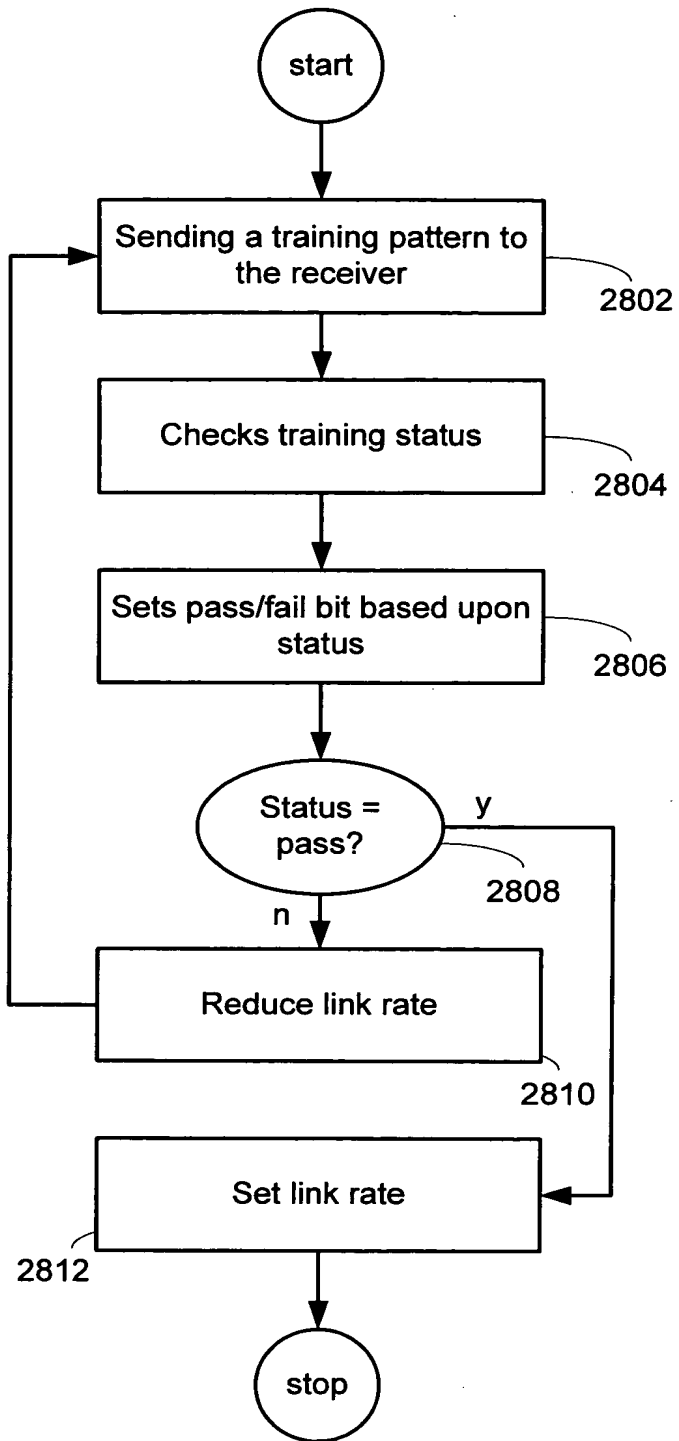 start
Sending a training pattern to
the receiver
2802
Checks training status
2804
Sets pass/fail bit based upon
status
2806
Status =
pass?
y
2808
n
Reduce link rate
2810
Set link rate
2812
stop